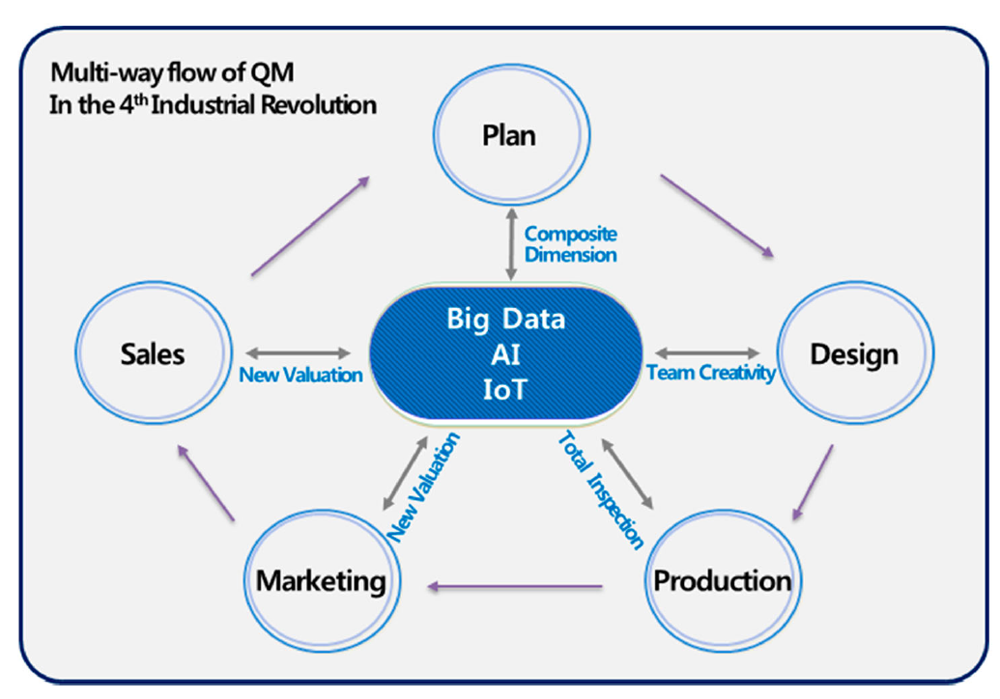 Multi-way flow of QM
In the 4th Industrial Revolution
Plan
Composite
Dimension
Big Data
AI
IoT
Sales
New Valuation
Team Creativity
Design
New Valuation
Total Inspection
Marketing
Production